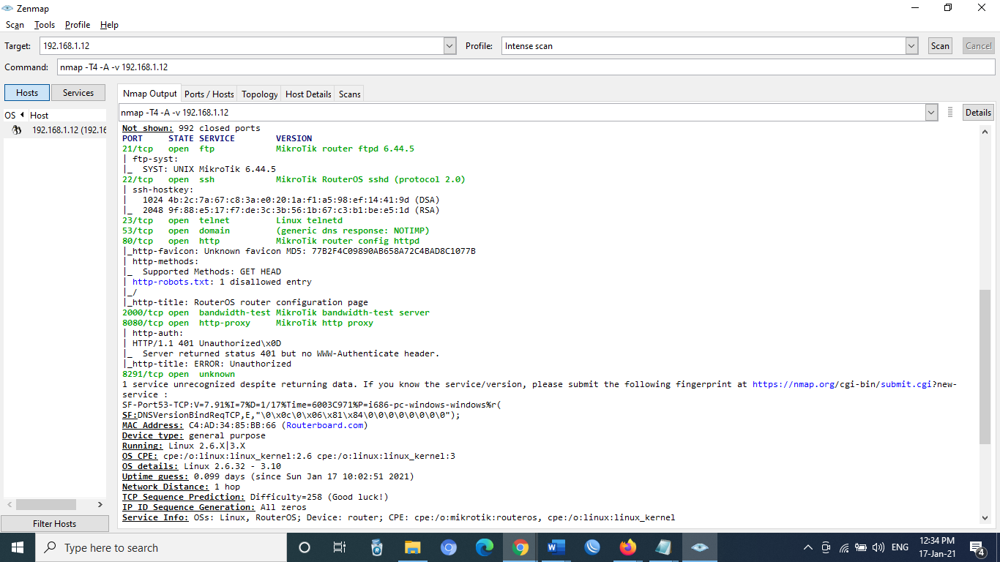 Zenmap
Scan Tools Profile Help
Target: 192.168.1.12 Profile: Intense scan Scan Cancel
Command: nmap -T4 -A -v 192.168.1.12
Hosts Services
Nmap Output Ports / Hosts Topology Host Details Scans
OS Host
192.168.1.12 (192.16
nmap -T4 -A -v 192.168.1.12 Details
Not shown: 992 closed ports
PORT STATE SERVICE VERSION
21/tcp open ftp MikroTik router ftpd 6.44.5
| ftp-syst:
|_ SYST: UNIX MikroTik 6.44.5
22/tcp open ssh MikroTik RouterOS sshd (protocol 2.0)
| ssh-hostkey:
| 1024 4b:2c:7a:67:c8:3a:e0:20:1a:f1:a5:98:ef:14:41:9d (DSA)
|_ 2048 9f:88:e5:17:f7:de:3c:3b:56:1b:67:c3:b1:be:e5:1d (RSA)
23/tcp open telnet Linux telnetd
53/tcp open domain (generic dns response: NOTIMP)
80/tcp open http MikroTik router config httpd
|_http-favicon: Unknown favicon MD5: 77B2F4C09890AB658A72C4BAD8C1077B
| http-methods:
|_ Supported Methods: GET HEAD
| http-robots.txt: 1 disallowed entry
|_/
|_http-title: RouterOS router configuration page
2000/tcp open bandwidth-test MikroTik bandwidth-test server
8080/tcp open http-proxy MikroTik http proxy
| http-auth:
| HTTP/1.1 401 Unauthorized\x0D
|_ Server returned status 401 but no WWW-Authenticate header.
|_http-title: ERROR: Unauthorized
8291/tcp open unknown
1 service unrecognized despite returning data. If you know the service/version, please submit the following fingerprint at https://nmap.org/cgi-bin/submit.cgi?new-
service :
SF-Port53-TCP:V=7.91%I=7%D=1/17%Time=6003C971%P=i686-pc-windows-windows%r(
SF:DNSVersionBindReqTCP,E,"\0\x0c\0\x06\x81\x84\0\0\0\0\0\0\0\0");
MAC Address: C4:AD:34:85:BB:66 (Routerboard.com)
Device type: general purpose
Running: Linux 2.6.X|3.X
OS CPE: cpe:/o:linux:linux_kernel:2.6 cpe:/o:linux:linux_kernel:3
OS details: Linux 2.6.32 - 3.10
Uptime guess: 0.099 days (since Sun Jan 17 10:02:51 2021)
Network Distance: 1 hop
TCP Sequence Prediction: Difficulty=258 (Good luck!)
IP ID Sequence Generation: All zeros
Service Info: OSs: Linux, RouterOS; Device: router; CPE: cpe:/o:mikrotik:routeros, cpe:/o:linux:linux_kernel
Filter Hosts
Type here to search
ENG
12:34 PM
17-Jan-21
4